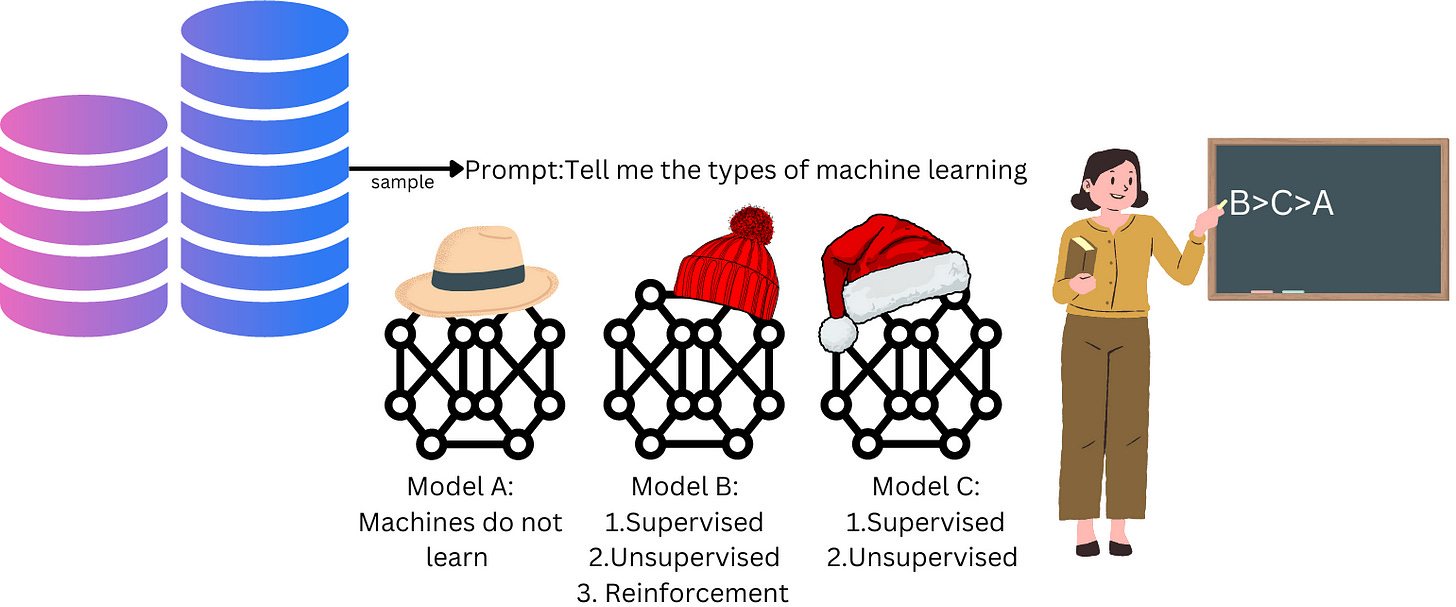 sample
Prompt:Tell me the types of machine learning
B>C>A
Model A:
Machines do not
learn
Model B:
1.Supervised
2.Unsupervised
3. Reinforcement
Model C:
1.Supervised
2.Unsupervised